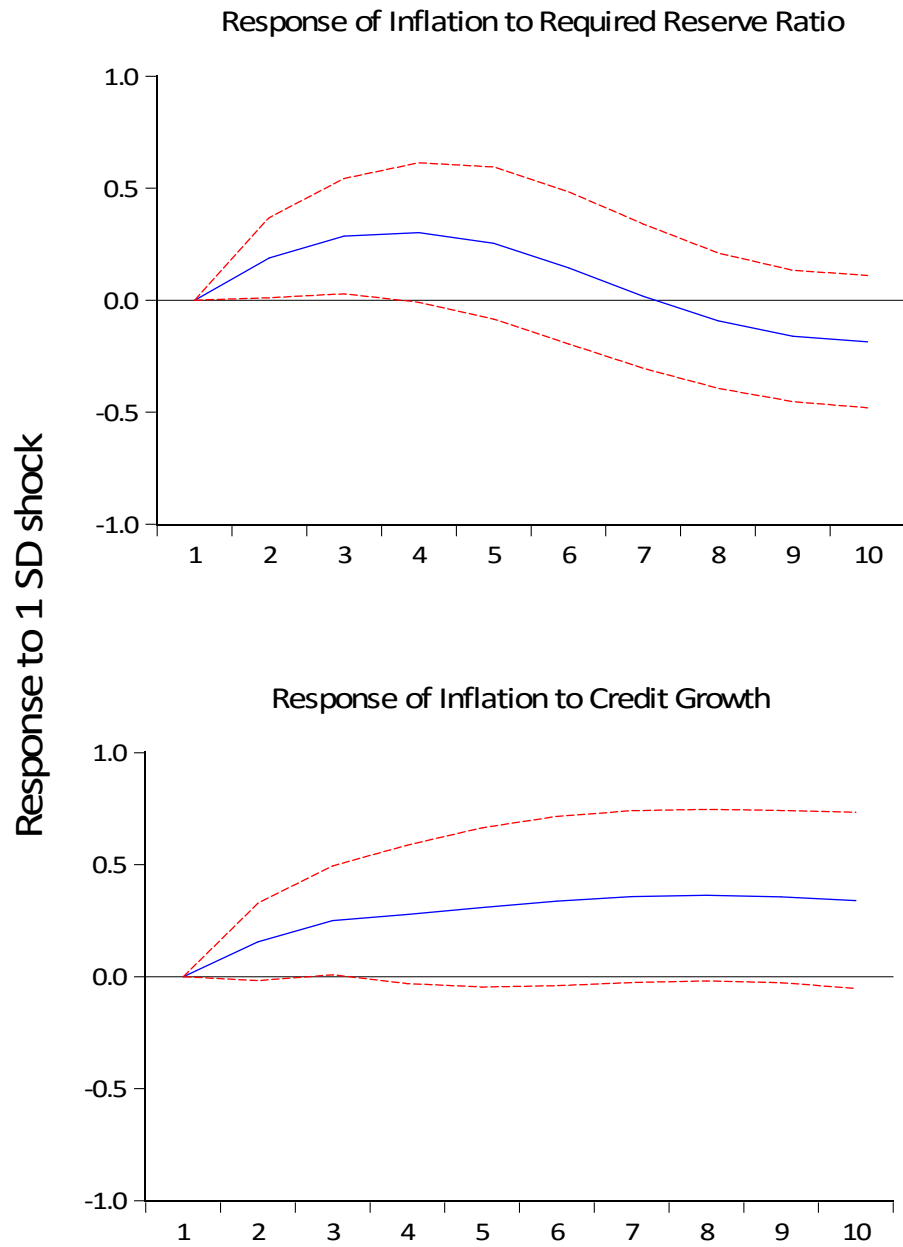 Response of Inflation to Required Reserve Ratio
1.0
0.5
0.0
-0.5
-1.0
1 2 3 4 5 6 7 8 9 10
Response to 1 SD shock
Response of Inflation to Credit Growth
1.0
0.5
0.0
-0.5
-1.0
1 2 3 4 5 6 7 8 9 10